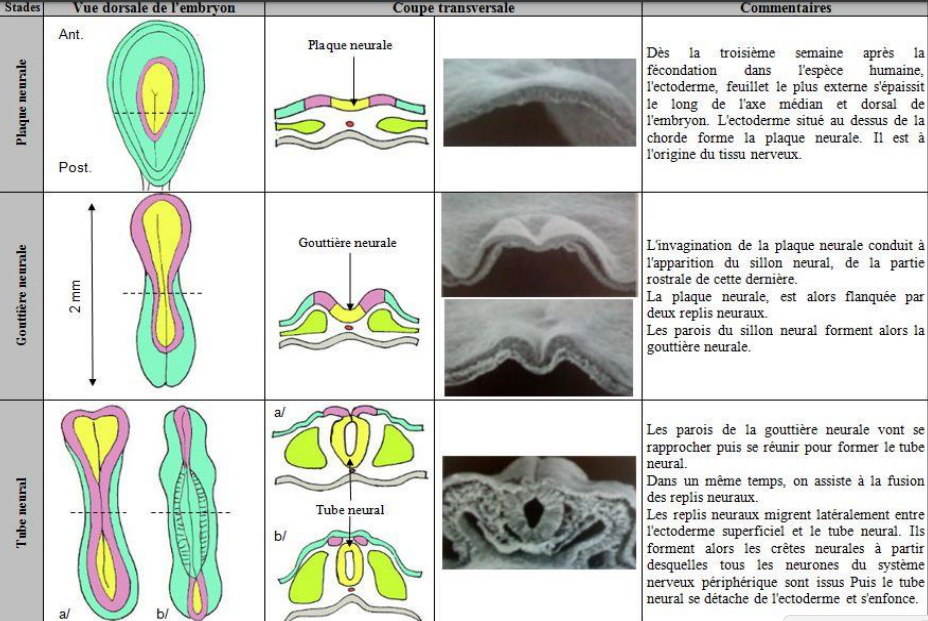 Stades Vue dorsale de l'embryon Coupe transversale Commentaires
Plaque neurale
Ant.
Post.
Plaque neurale
Dès la troisième semaine après la
fécondation dans l'espèce humaine,
l'ectoderme, feuillet le plus externe s'épaissit
le long de l'axe médian et dorsal de
l'embryon. L'ectoderme situé au dessus de la
chorde forme la plaque neurale. Il est à
l'origine du tissu nerveux.
Gouttière neurale
2 mm
Gouttière neurale
L'invagination de la plaque neurale conduit à
l'apparition du sillon neural, de la partie
rostrale de cette dernière.
La plaque neurale, est alors flanquée par
deux replis neuraux.
Les parois du sillon neural forment alors la
gouttière neurale.
Tube neural
a/
b/
a/
Tube neural
b/
Les parois de la gouttière neurale vont se
rapprocher puis se réunir pour former le tube
neural.
Dans un même temps, on assiste à la fusion
des replis neuraux.
Les replis neuraux migrent latéralement entre
l'ectoderme superficiel et le tube neural. Ils
forment alors les crêtes neurales à partir
desquelles tous les neurones du système
nerveux périphérique sont issus Puis le tube
neural se détache de l'ectoderme et s'enfonce.